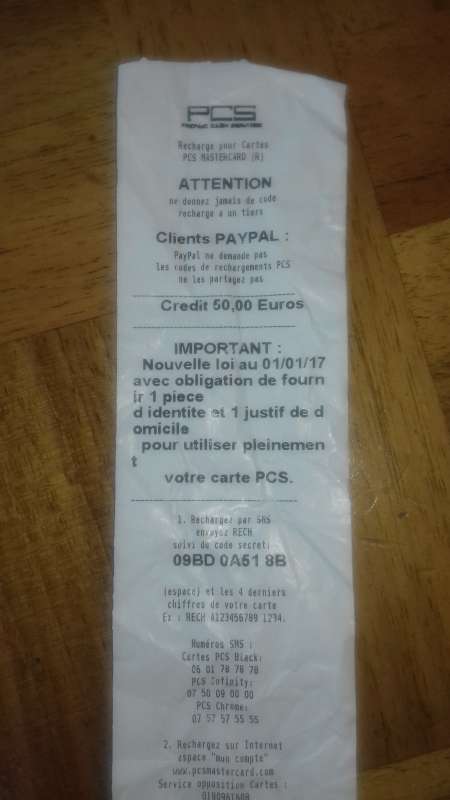 PCS
PREPAID CASH SERVICES
Recharge pour Cartes
PCS MASTERCARD (R)
ATTENTION
ne donnez jamais de code
recharge a un tiers
Clients PAYPAL :
PayPal ne demande pas
les codes de rechargements PCS
ne les partagez pas
Credit 50,00 Euros
IMPORTANT :
Nouvelle loi au 01/01/17
avec obligation de fourn
ir 1 piece
d identite et 1 justif de d
omicile
pour utiliser pleinemen
t
votre carte PCS.
1. Rechargez par SMS
envoyez RECH
suivi du code secret:
09BD 0A51 8B
(espace) et les 4 derniers
chiffres de votre carte
Ex : RECH A123456789 1234.
Numéros SMS :
Cartes PCS Black:
06 01 78 78 78
PCS Infinity:
07 50 09 00 00
PCS Chrome:
07 57 57 55 55
2. Rechargez sur Internet
espace "mon compte"
www.pcsmastercard.com
Service opposition Cartes :